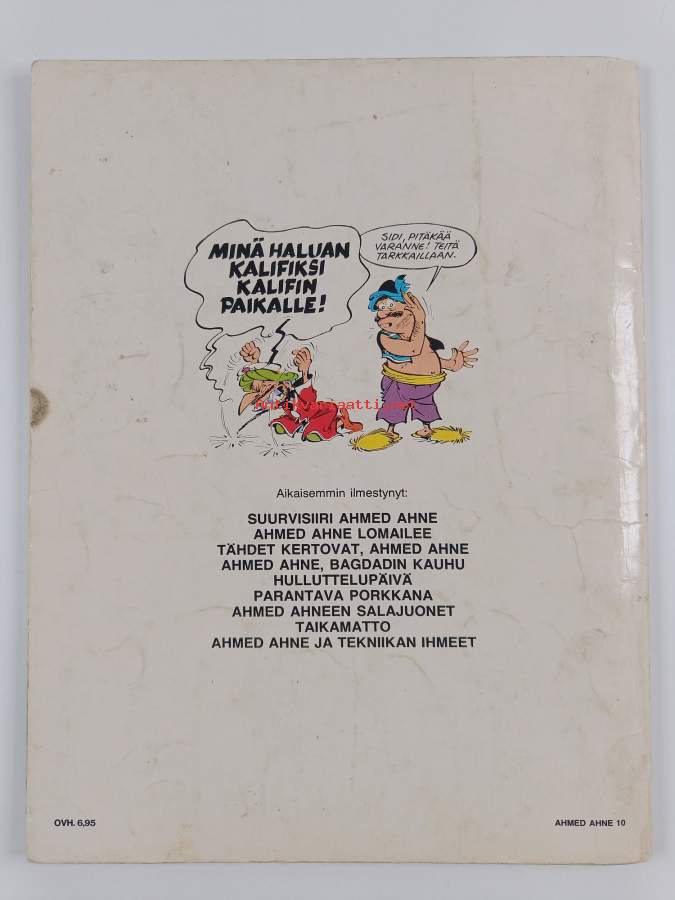 MINÄ HALUAN
KALIFIKSI
KALIFIN
PAIKALLE!
SIDI, PITÄKÄÄ
VARANNE! TEITÄ
TARKKAILLAAN.
Antikvariaatti.net
Aikaisemmin ilmestynyt:
SUURVISIIRI AHMED AHNE
AHMED AHNE LOMAILEE
TÄHDET KERTOVAT, AHMED AHNE
AHMED AHNE, BAGDADIN KAUHU
HULLUTTELUPÄIVÄ
PARANTAVA PORKKANA
AHMED AHNEEN SALAJUONET
TAIKAMATTO
AHMED AHNE JA TEKNIIKAN IHMEET
OVH. 6,95
AHMED AHNE 10